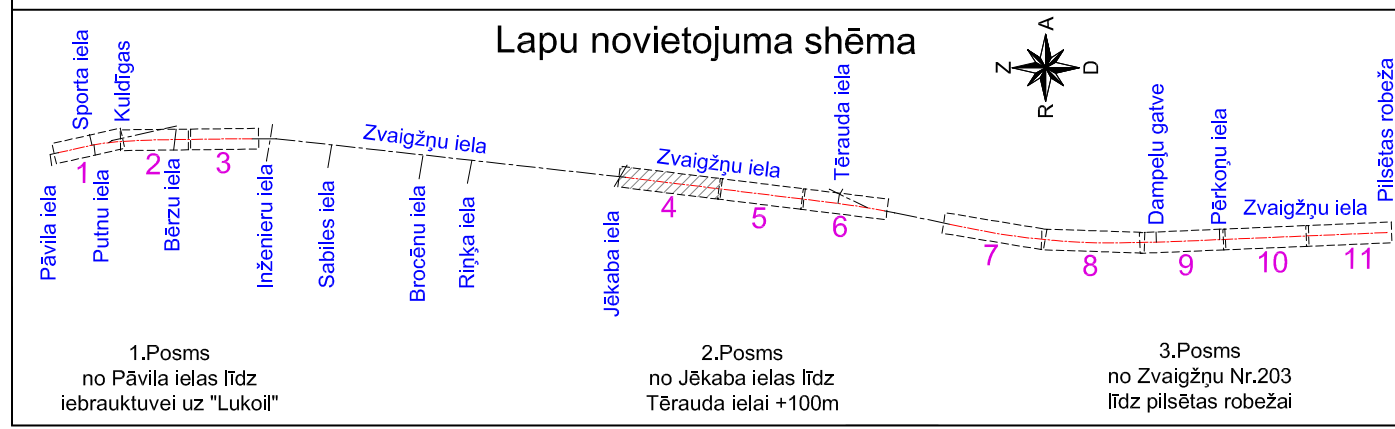 Lapu novietojuma shēma
A
Z
D
R
Sporta iela
Kuldīgas
Zvaigžņu iela
Zvaigžņu iela
Tērauda iela
Dampeļu gatve
Pērkoņu iela
Zvaigžņu iela
Pilsētas robeža
1
2
3
4
5
6
7
8
9
10
11
Pāvila iela
Putnu iela
Bērzu iela
Inženieru iela
Sabiles iela
Brocēnu iela
Riņķa iela
Jēkaba iela
1.Posms
no Pāvila ielas līdz
iebrauktuvei uz "Lukoil"
2.Posms
no Jēkaba ielas līdz
Tērauda ielai +100m
3.Posms
no Zvaigžņu Nr.203
līdz pilsētas robežai